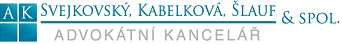 AK Svejkovský, Kabelková, Šlauf & spol.
ADVOKÁTNÍ KANCELÁŘ